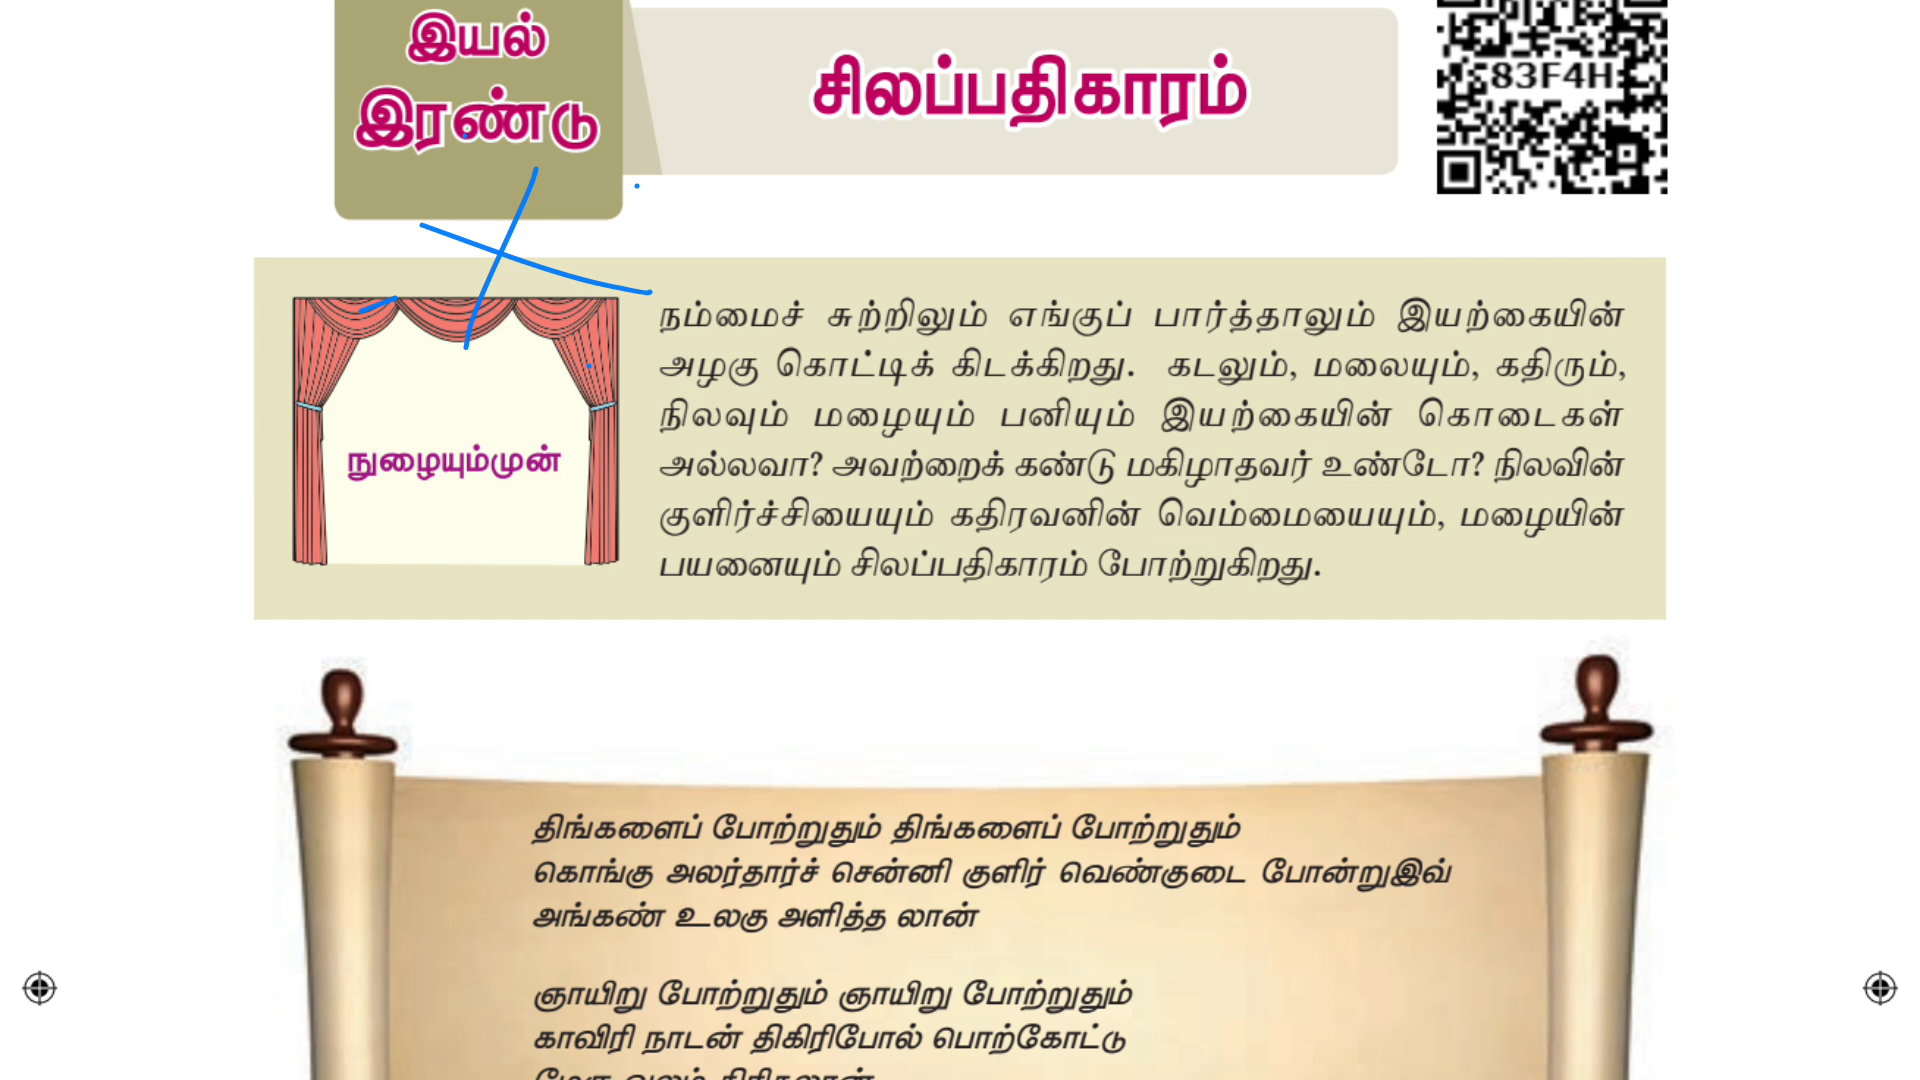 இயல்
இரண்டு
சிலப்பதிகாரம்
83F4H
நுழையும்முன்
நம்மைச் சுற்றிலும் எங்குப் பார்த்தாலும் இயற்கையின்
அழகு கொட்டிக் கிடக்கிறது. கடலும், மலையும், கதிரும்,
நிலவும் மழையும் பனியும் இயற்கையின் கொடைகள்
அல்லவா? அவற்றைக் கண்டு மகிழாதவர் உண்டோ? நிலவின்
குளிர்ச்சியையும் கதிரவனின் வெம்மையையும், மழையின்
பயனையும் சிலப்பதிகாரம் போற்றுகிறது.
திங்களைப் போற்றுதும் திங்களைப் போற்றுதும்
கொங்கு அலர்தார்ச் சென்னி குளிர் வெண்குடை போன்றுஇவ்
அங்கண் உலகு அளித்த லான்
ஞாயிறு போற்றுதும் ஞாயிறு போற்றுதும்
காவிரி நாடன் திகிரிபோல் பொற்கோட்டு